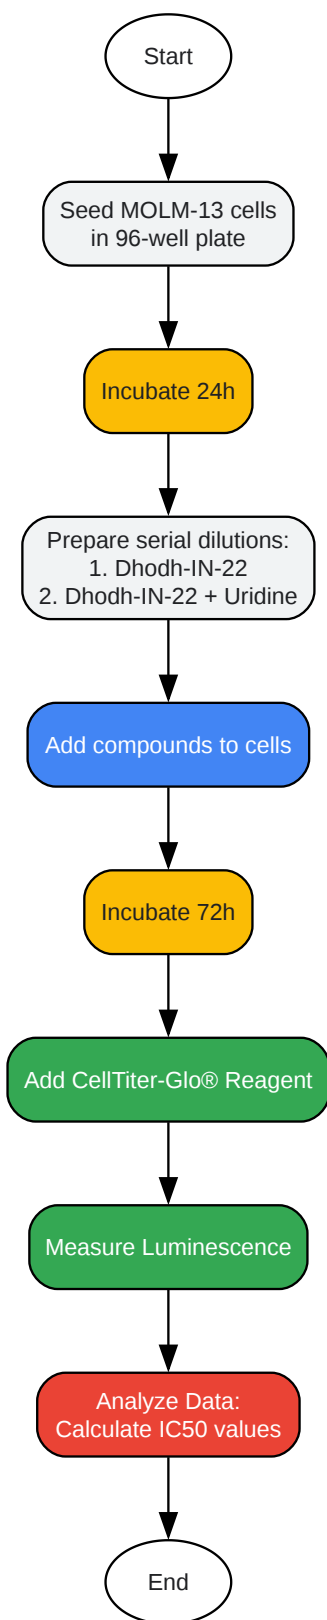 Start
Seed MOLM-13 cells
in 96-well plate
Incubate 24h
Prepare serial dilutions:
1. Dhodh-IN-22
2. Dhodh-IN-22 + Uridine
Add compounds to cells
Incubate 72h
Add CellTiter-Glo® Reagent
Measure Luminescence
Analyze Data:
Calculate IC50 values
End